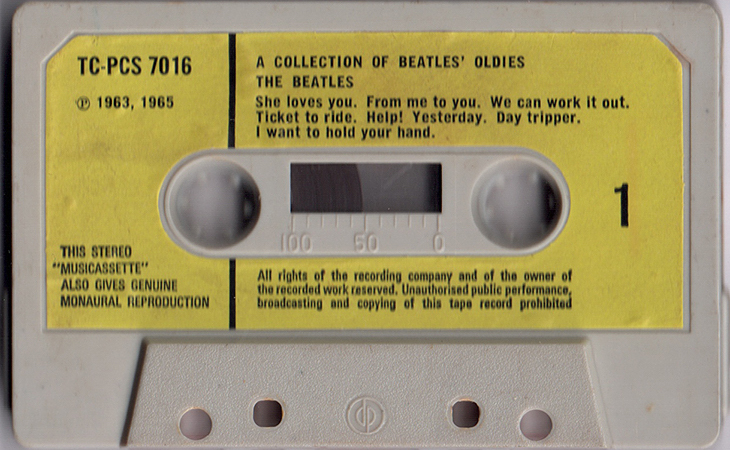 TC-PCS 7016
℗ 1963, 1965
A COLLECTION OF BEATLES' OLDIES
THE BEATLES
She loves you. From me to you. We can work it out.
Ticket to ride. Help! Yesterday. Day tripper.
I want to hold your hand.
1
100 50 0
THIS STEREO
"MUSICASSETTE"
ALSO GIVES GENUINE
MONAURAL REPRODUCTION
All rights of the recording company and of the owner of
the recorded work reserved. Unauthorised public performance,
broadcasting and copying of this tape record prohibited